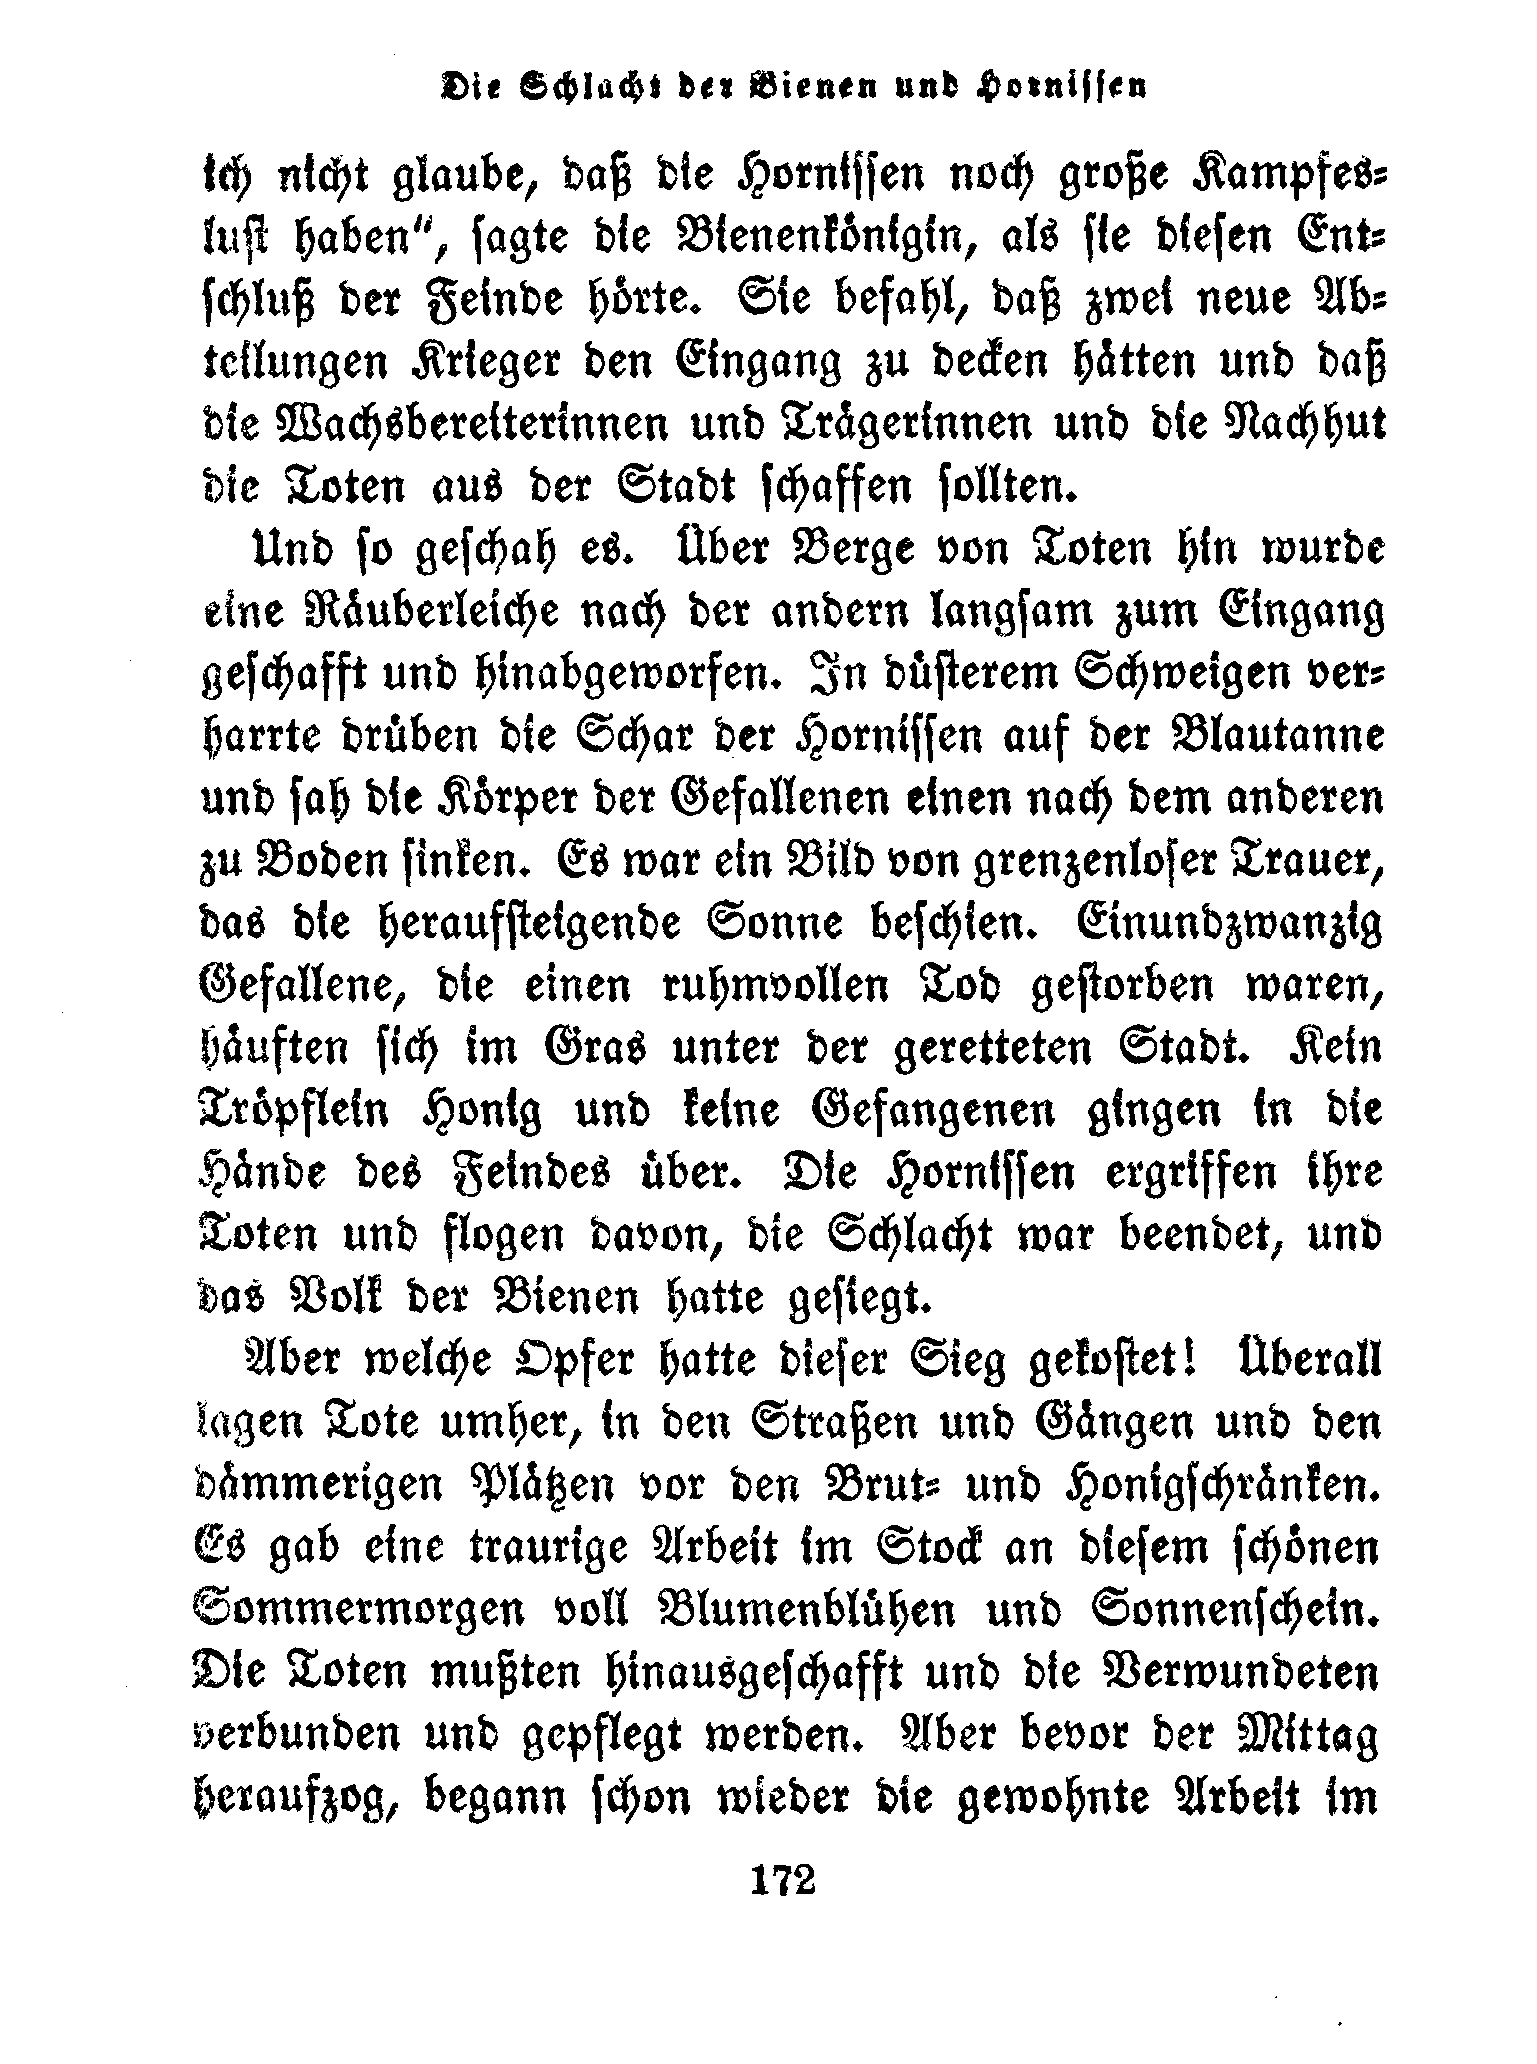 Die Schlacht der Bienen und Hornissen
ich nicht glaube, daß die Hornissen noch große Kampfes-
lust haben“, sagte die Bienenkönigin, als sie diesen Ent-
schluß der Feinde hörte. Sie befahl, daß zwei neue Ab-
teilungen Krieger den Eingang zu decken hätten und daß
die Wachsbereiterinnen und Trägerinnen und die Nachhut
die Toten aus der Stadt schaffen sollten.
Und so geschah es. Über Berge von Toten hin wurde
eine Räuberleiche nach der andern langsam zum Eingang
geschafft und hinabgeworfen. In düsterem Schweigen ver-
harrte drüben die Schar der Hornissen auf der Blautanne
und sah die Körper der Gefallenen einen nach dem anderen
zu Boden sinken. Es war ein Bild von grenzenloser Trauer,
das die heraufsteigende Sonne beschien. Einundzwanzig
Gefallene, die einen ruhmvollen Tod gestorben waren,
häuften sich im Gras unter der geretteten Stadt. Kein
Tröpflein Honig und keine Gefangenen gingen in die
Hände des Feindes über. Die Hornissen ergriffen ihre
Toten und flogen davon, die Schlacht war beendet, und
das Volk der Bienen hatte gesiegt.
Aber welche Opfer hatte dieser Sieg gekostet! Überall
lagen Tote umher, in den Straßen und Gängen und den
dämmerigen Plätzen vor den Brut- und Honigschränken.
Es gab eine traurige Arbeit im Stock an diesem schönen
Sommermorgen voll Blumenblühen und Sonnenschein.
Die Toten mußten hinausgeschafft und die Verwundeten
verbunden und gepflegt werden. Aber bevor der Mittag
heraufzog, begann schon wieder die gewohnte Arbeit im
172